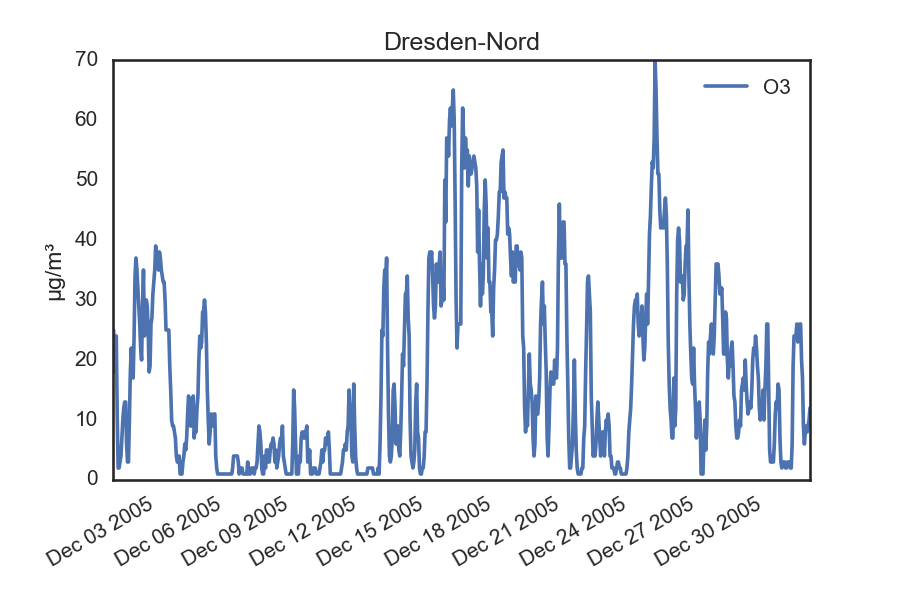 Dresden-Nord
O3
µg/m³
70
60
50
40
30
20
10
0
Dec 03 2005
Dec 06 2005
Dec 09 2005
Dec 12 2005
Dec 15 2005
Dec 18 2005
Dec 21 2005
Dec 24 2005
Dec 27 2005
Dec 30 2005